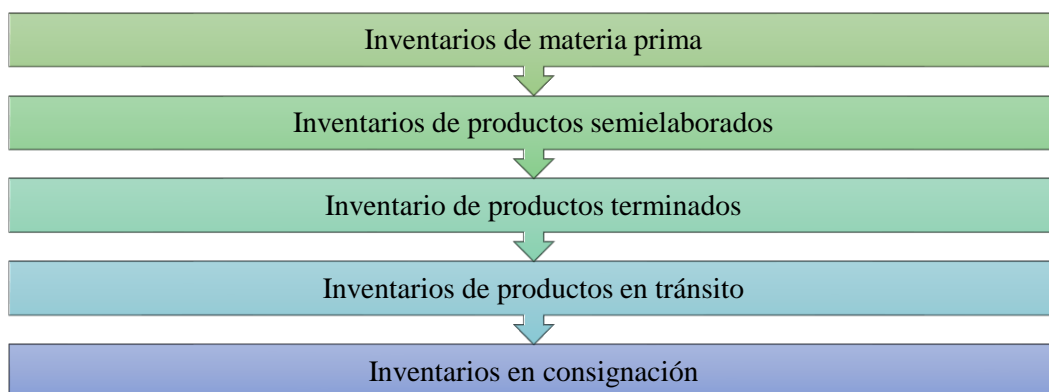 Inventarios de materia prima
Inventarios de productos semielaborados
Inventario de productos terminados
Inventarios de productos en tránsito
Inventarios en consignación